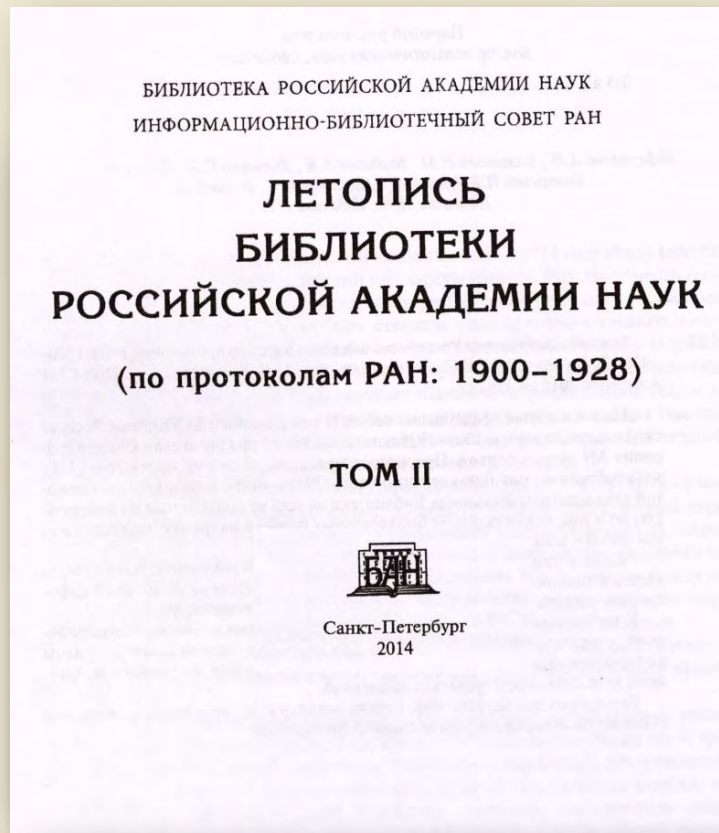 БИБЛИОТЕКА РОССИЙСКОЙ АКАДЕМИИ НАУК
ИНФОРМАЦИОННО-БИБЛИОТЕЧНЫЙ СОВЕТ РАН
ЛЕТОПИСЬ
БИБЛИОТЕКИ
РОССИЙСКОЙ АКАДЕМИИ НАУК
(по протоколам РАН: 1900–1928)
ТОМ II
БАН
Санкт-Петербург
2014